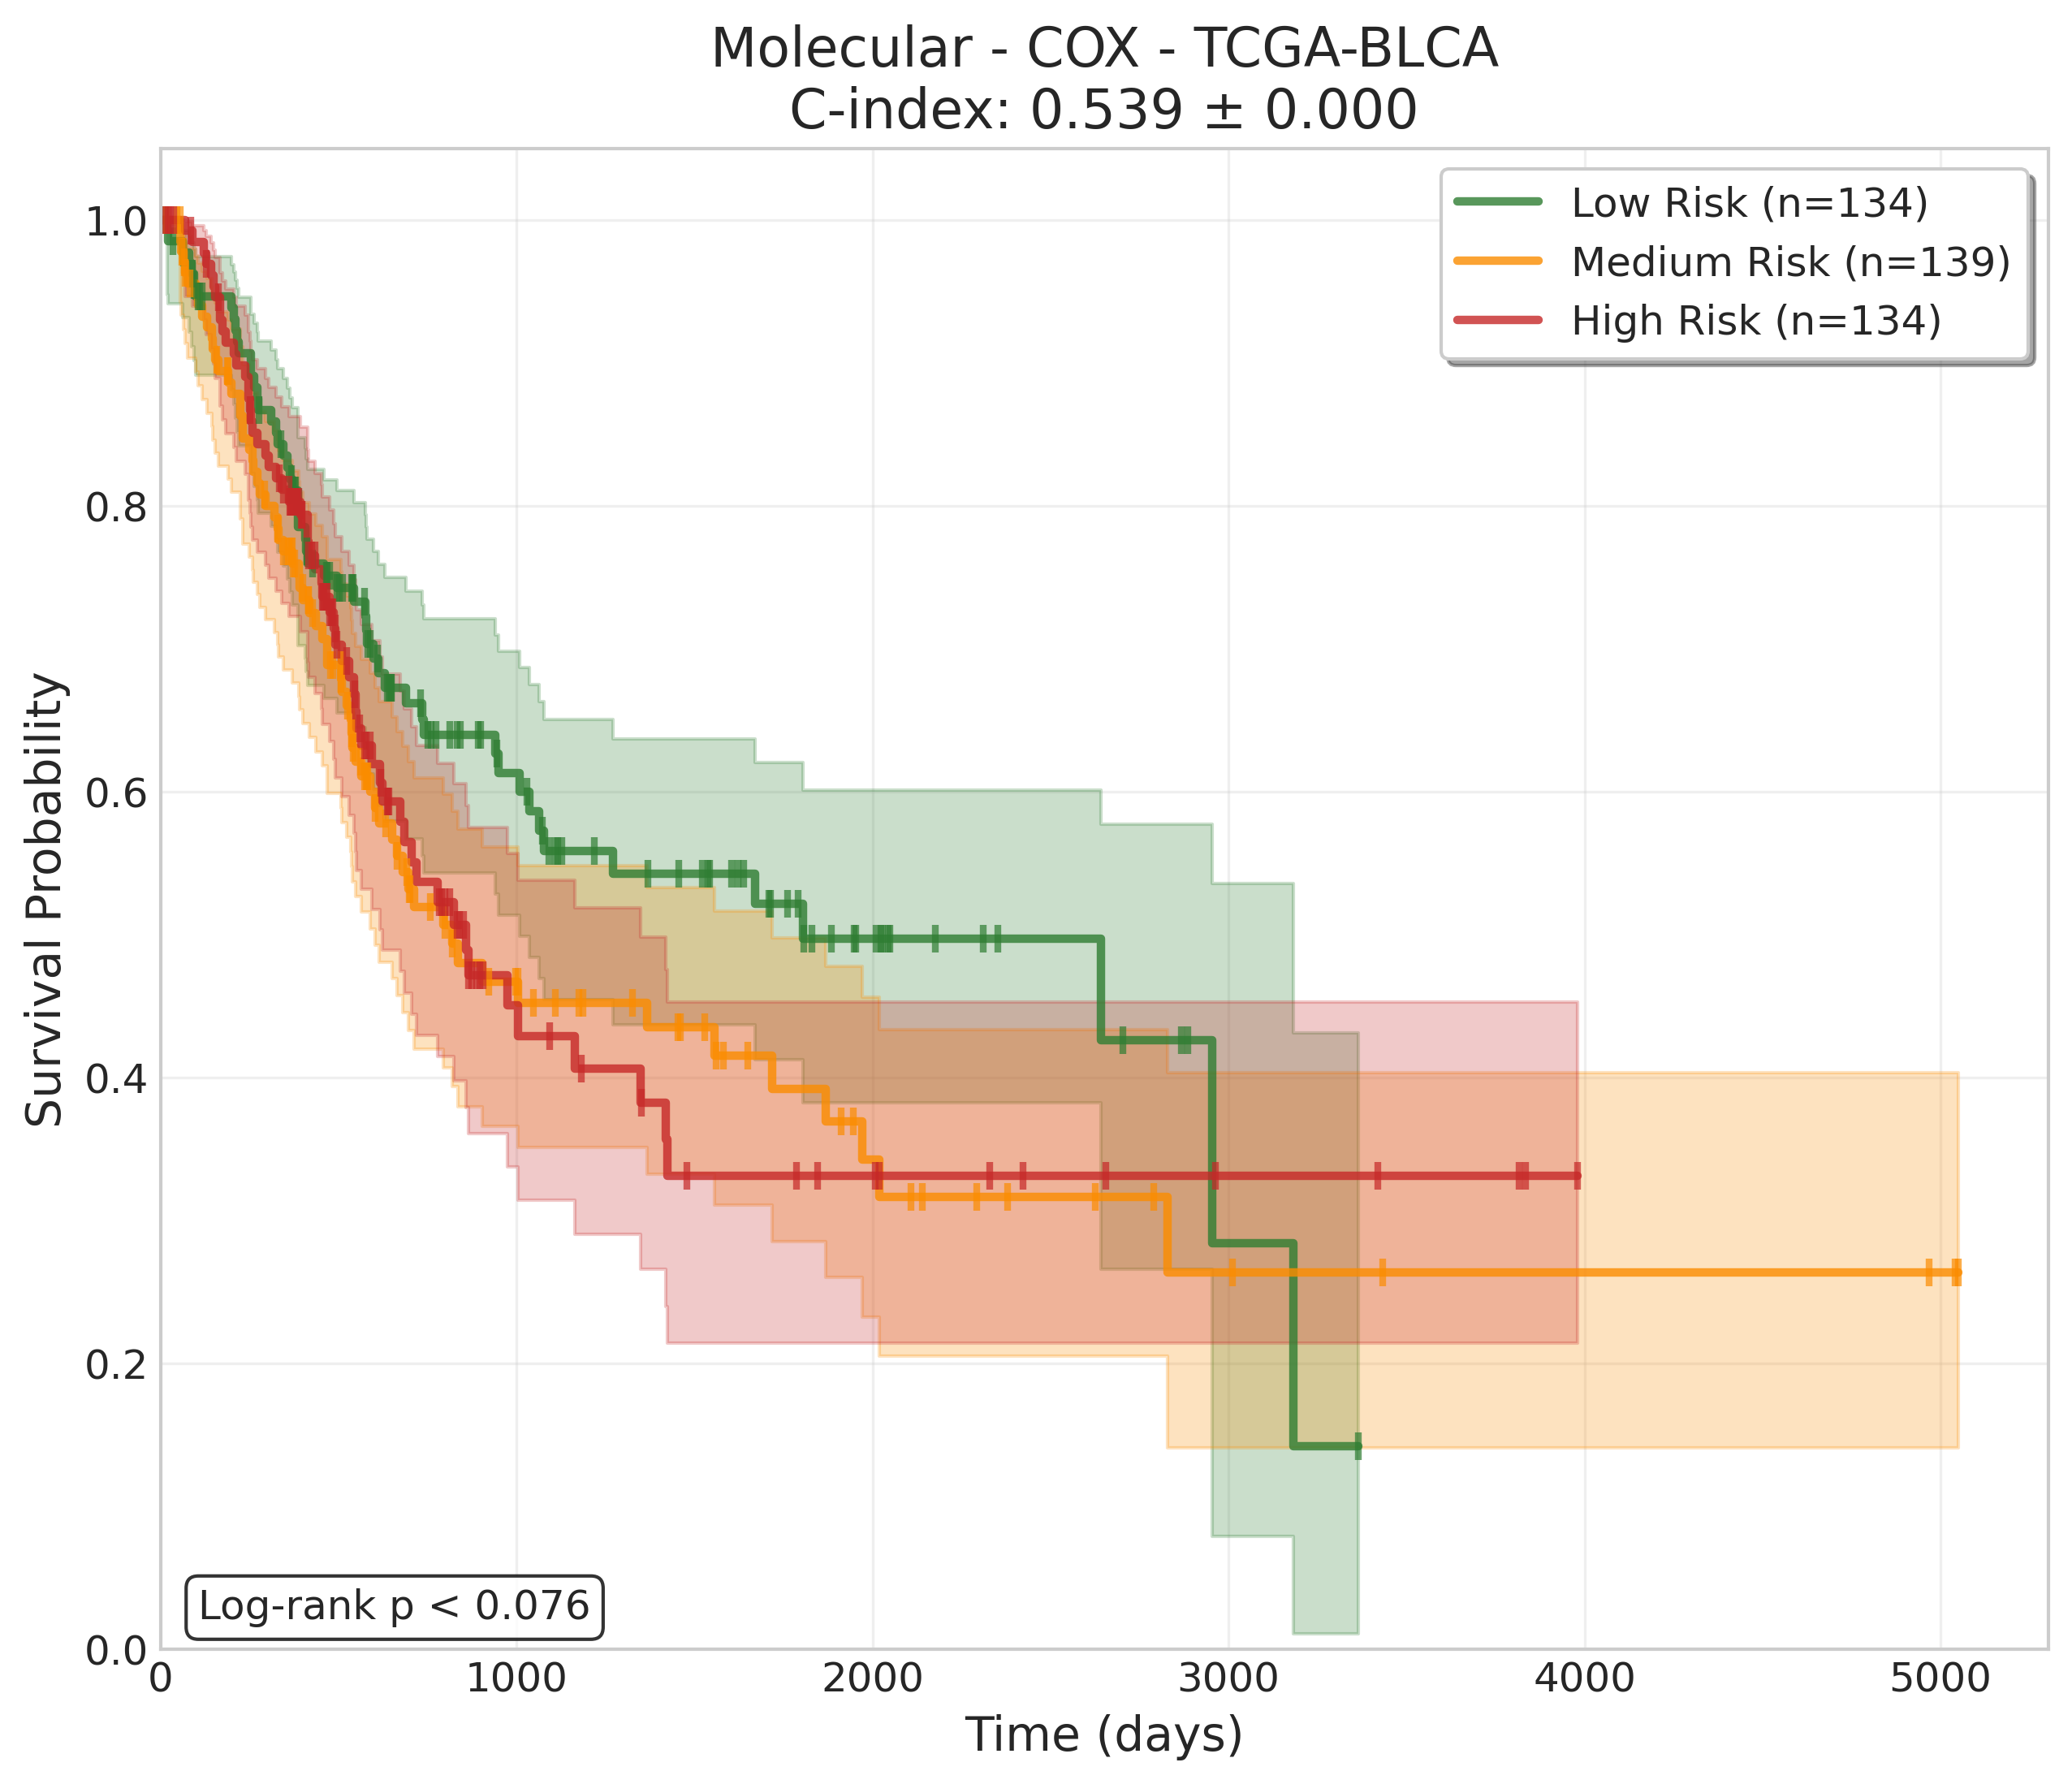 Molecular - COX - TCGA-BLCA
C-index: 0.539 ± 0.000
Low Risk (n=134)
Medium Risk (n=139)
High Risk (n=134)
Survival Probability
1.0
0.8
0.6
0.4
0.2
0.0
Log-rank p < 0.076
0 1000 2000 3000 4000 5000
Time (days)